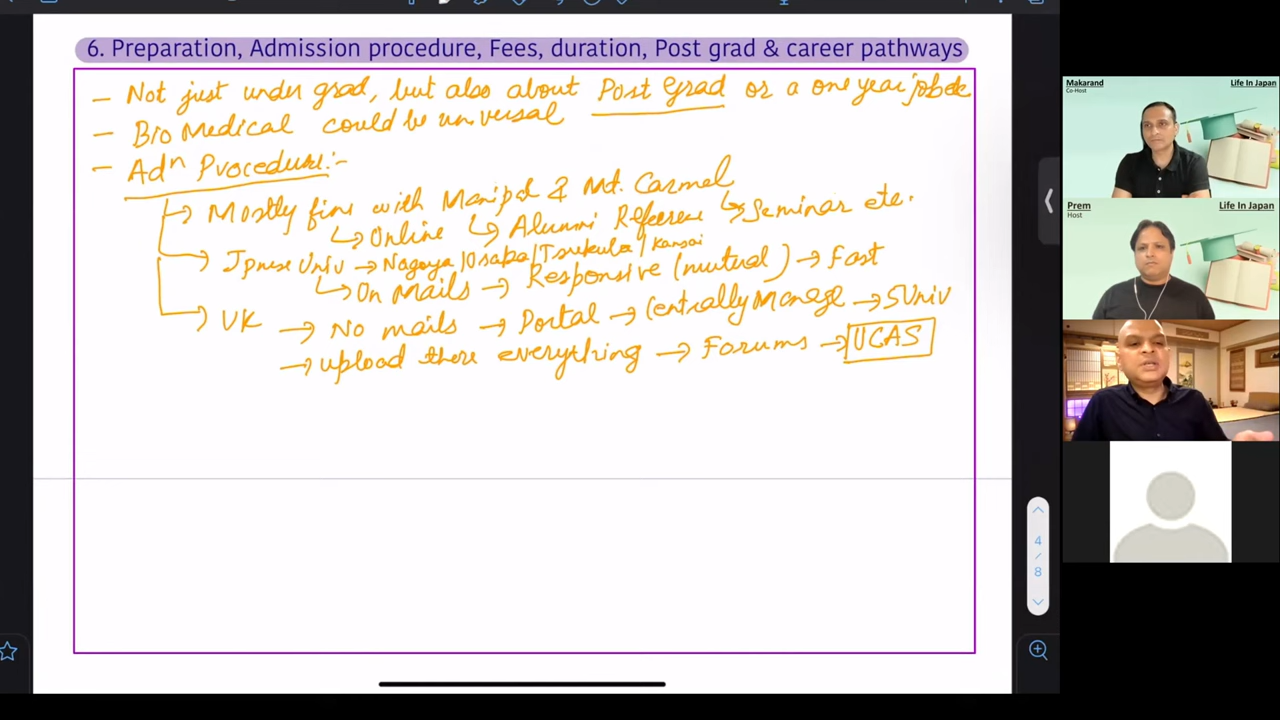 6. Preparation, Admission procedure, Fees, duration, Post grad & career pathways
- Not just under grad, but also about Post Grad or a one year job etc
- Bio Medical could be universal
- Adn Procedure:-
→ Mostly fine with Manipal & Mt. Carmel
↳ Online ↳ Alumni Reference ↳ Seminar etc.
→ Jpnese Univ → Nagoya/Osaka/Tsukuba/Kansai
↳ On Mails → Responsive (mutual) → Fast
→ UK → No mails → Portal → Centrally Manage → 5 Univ
→ upload there everything → Forums → UCAS
4
/
8
Makarand
Co-Host
Life In Japan
Prem
Host
Life In Japan